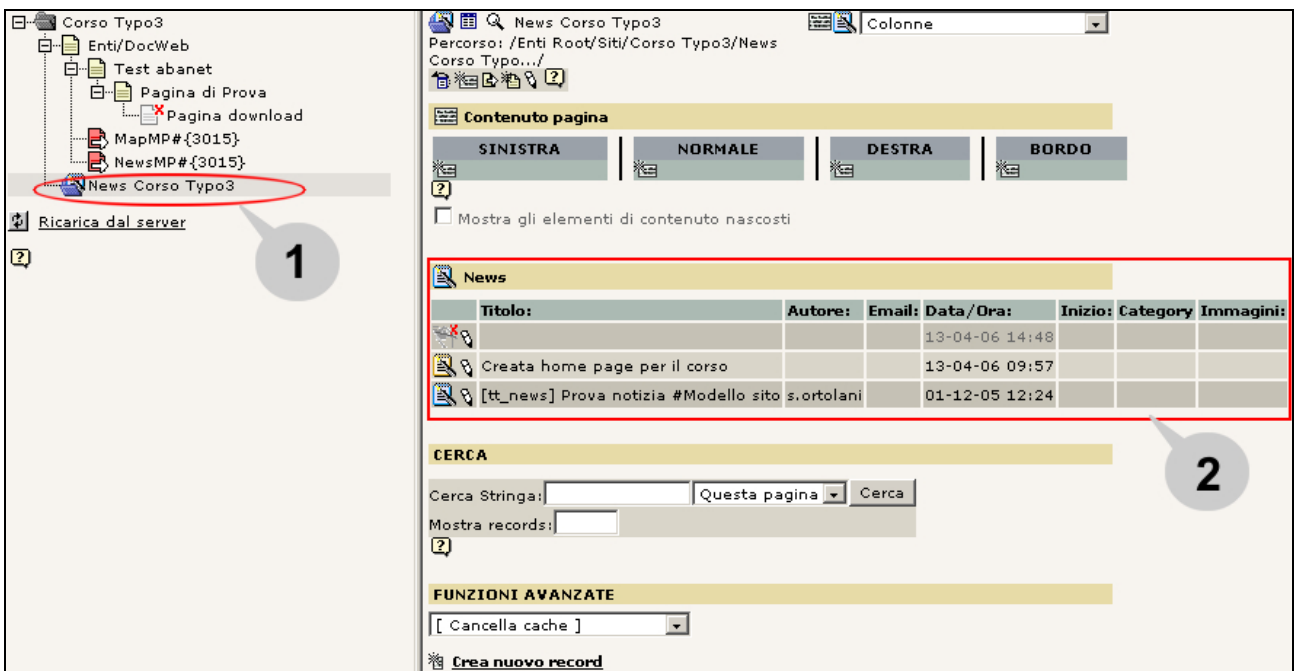 Corso Typo3
Enti/DocWeb
Test abanet
Pagina di Prova
Pagina download
MapMP#{3015}
NewsMP#{3015}
News Corso Typo3
Ricarica dal server
1
News Corso Typo3
Colonne
Percorso: /Enti Root/Siti/Corso Typo3/News
Corso Typo.../
Contenuto pagina
SINISTRA NORMALE DESTRA BORDO
Mostra gli elementi di contenuto nascosti
News
Titolo: Autore: Email: Data/Ora: Inizio: Category Immagini:
13-04-06 14:48
Creata home page per il corso 13-04-06 09:57
[tt_news] Prova notizia #Modello sito s.ortolani 01-12-05 12:24
2
CERCA
Cerca Stringa: Questa pagina Cerca
Mostra records:
FUNZIONI AVANZATE
[ Cancella cache ]
Crea nuovo record